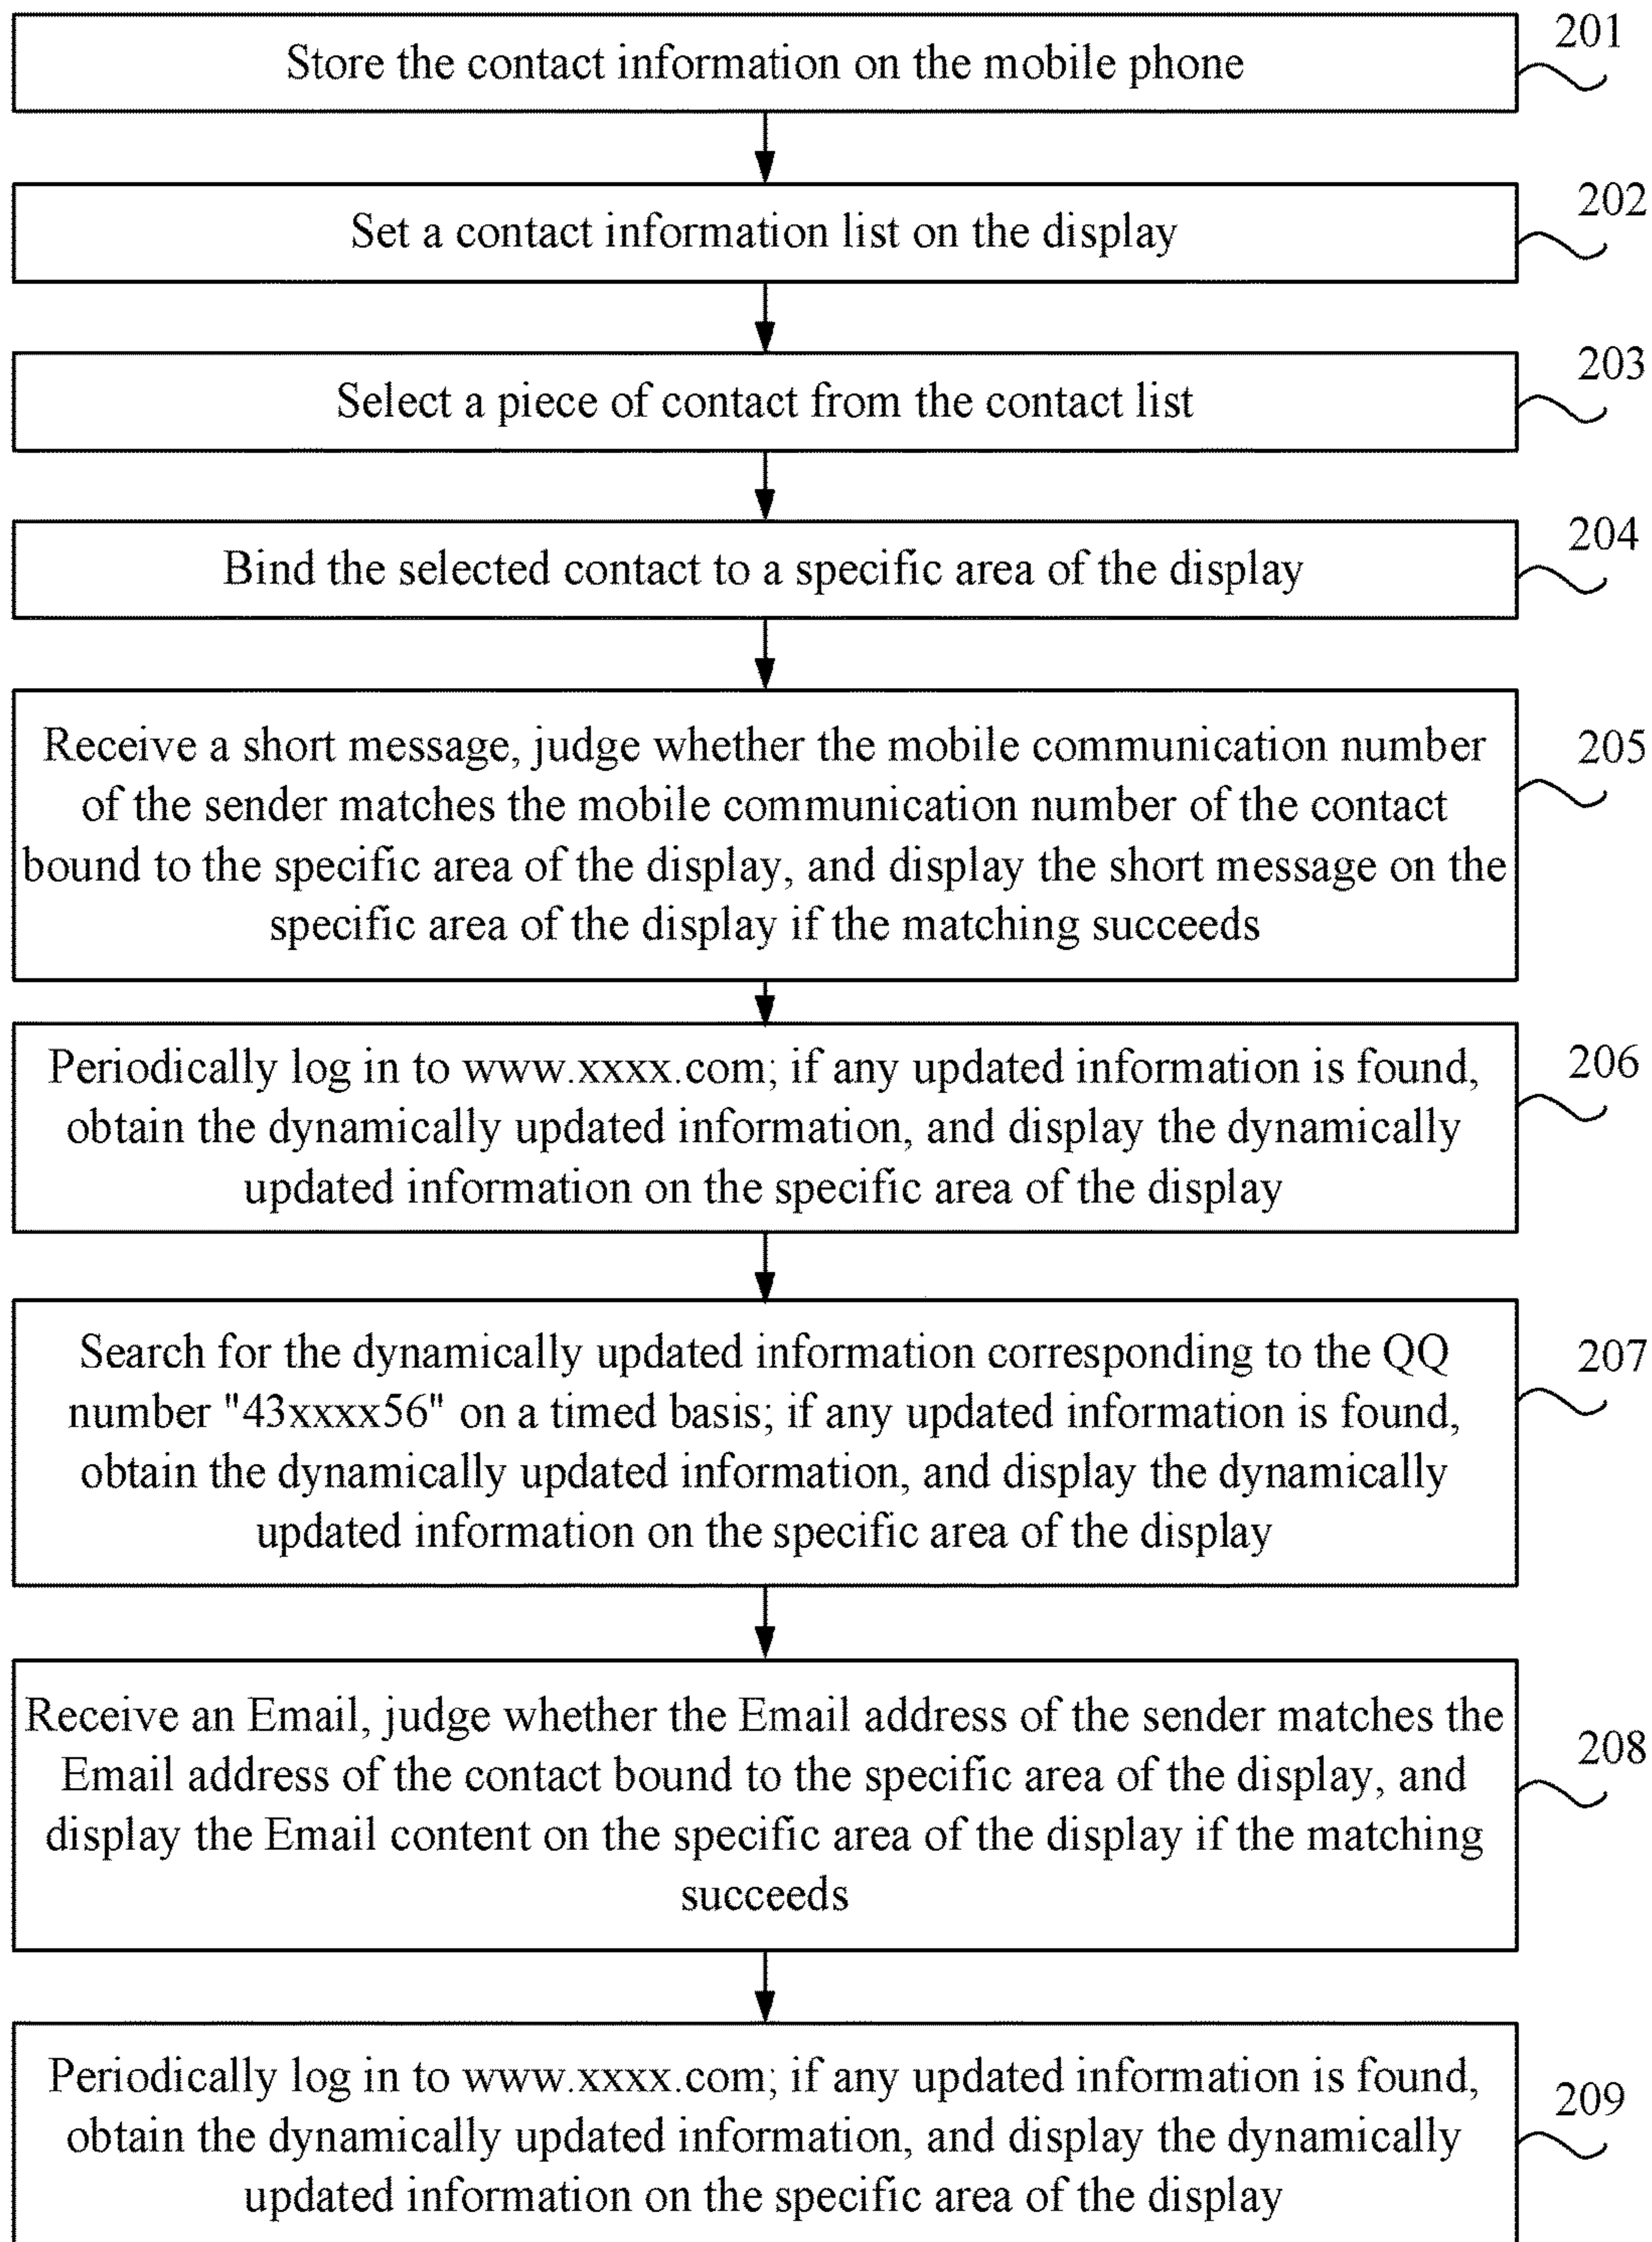 Store the contact information on the mobile phone
201
Set a contact information list on the display
202
Select a piece of contact from the contact list
203
Bind the selected contact to a specific area of the display
204
Receive a short message, judge whether the mobile communication number
of the sender matches the mobile communication number of the contact
bound to the specific area of the display, and display the short message on the
specific area of the display if the matching succeeds
205
Periodically log in to www.xxxx.com; if any updated information is found,
obtain the dynamically updated information, and display the dynamically
updated information on the specific area of the display
206
Search for the dynamically updated information corresponding to the QQ
number "43xxxx56" on a timed basis; if any updated information is found,
obtain the dynamically updated information, and display the dynamically
updated information on the specific area of the display
207
Receive an Email, judge whether the Email address of the sender matches the
Email address of the contact bound to the specific area of the display, and
display the Email content on the specific area of the display if the matching
succeeds
208
Periodically log in to www.xxxx.com; if any updated information is found,
obtain the dynamically updated information, and display the dynamically
updated information on the specific area of the display
209